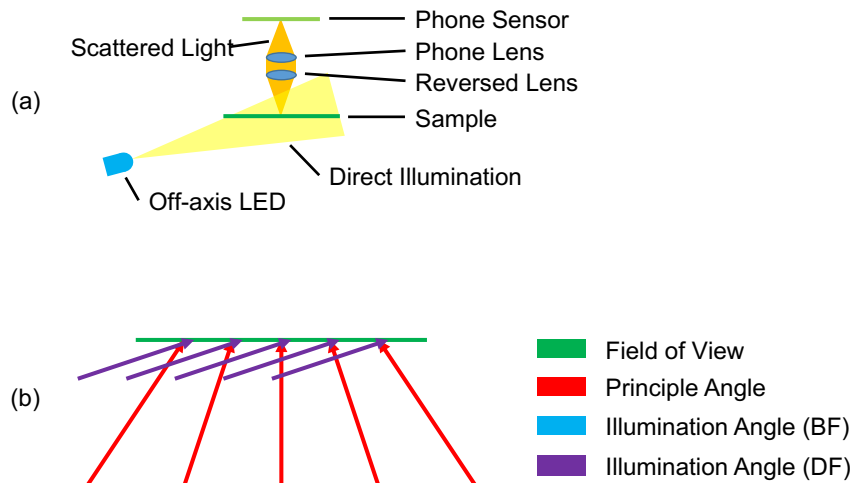 Phone Sensor
Scattered Light
Phone Lens
Reversed Lens
(a)
Sample
Direct Illumination
Off-axis LED
Field of View
Principle Angle
(b)
Illumination Angle (BF)
Illumination Angle (DF)